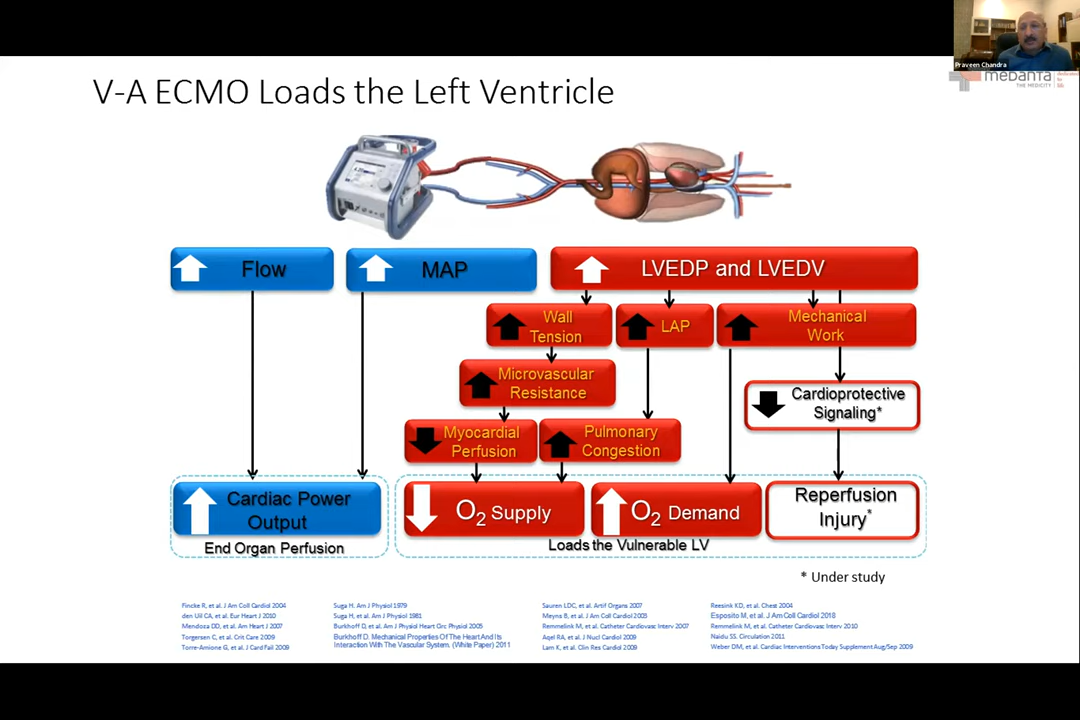 Praveen Chandra
medanta
THE MEDICITY
V-A ECMO Loads the Left Ventricle
Flow
MAP
LVEDP and LVEDV
Wall
Tension
LAP
Mechanical
Work
Microvascular
Resistance
Cardioprotective
Signaling*
Myocardial
Perfusion
Pulmonary
Congestion
Cardiac Power
Output
End Organ Perfusion
O2 Supply
O2 Demand
Loads the Vulnerable LV
Reperfusion
Injury*
* Under study
Fincke R, et al. J Am Coll Cardiol 2004
den Uil CA, et al. Eur Heart J 2010
Mendoza DD, et al. Am Heart J 2007
Torgersen C, et al. Crit Care 2009
Torre-Amione G, et al. J Card Fail 2009
Suga H. Am J Physiol 1979
Suga H, et al. Am J Physiol 1981
Burkhoff D, et al. Am J Physiol Heart Circ Physiol 2005
Burkhoff D. Mechanical Properties Of The Heart And Its
Interaction With The Vascular System. (White Paper) 2011
Sauren LDC, et al. Artif Organs 2007
Meyns B, et al. J Am Coll Cardiol 2003
Remmelink M, et al. Catheter Cardiovasc Interv 2007
Aqel RA, et al. J Nucl Cardiol 2009
Lam K, et al. Clin Res Cardiol 2009
Reesink KD, et al. Chest 2004
Esposito M, et al. J Am Coll Cardiol 2018
Remmelink M, et al. Catheter Cardiovasc Interv 2010
Naidu SS. Circulation 2011
Weber DM, et al. Cardiac Interventions Today Supplement Aug/Sep 2009